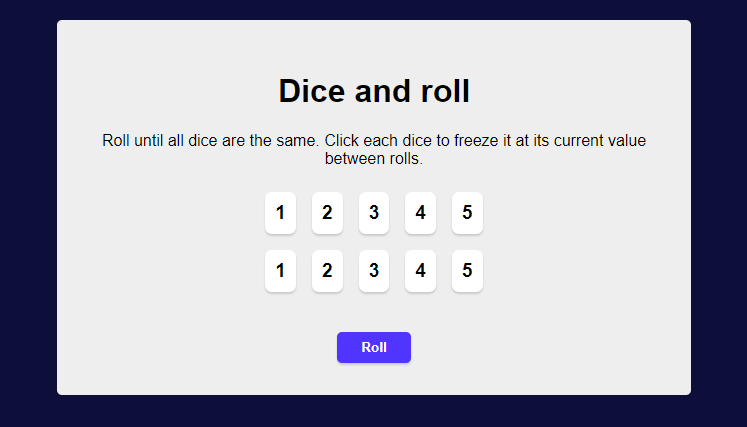 Dice and roll
Roll until all dice are the same. Click each dice to freeze it at its current value
between rolls.
1 2 3 4 5
1 2 3 4 5
Roll